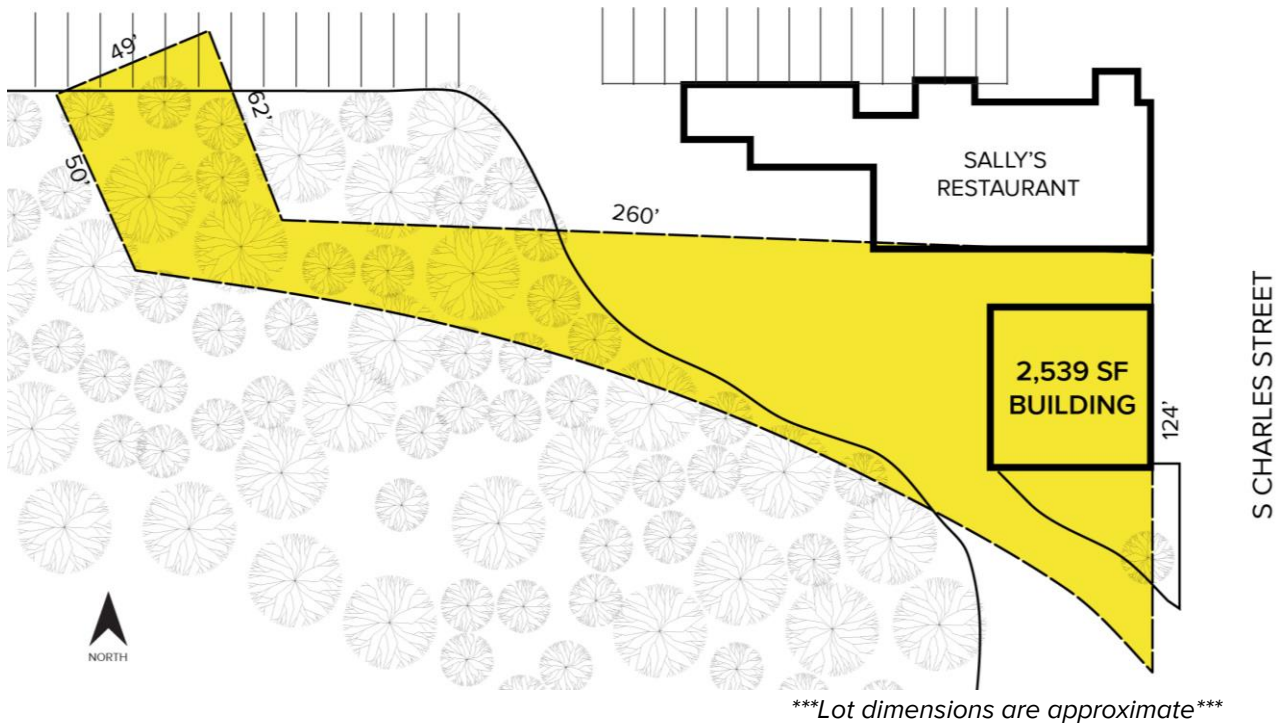 49’
62’
50’
260’
SALLY’S
RESTAURANT
2,539 SF
BUILDING
124’
S CHARLES STREET
NORTH
***Lot dimensions are approximate***